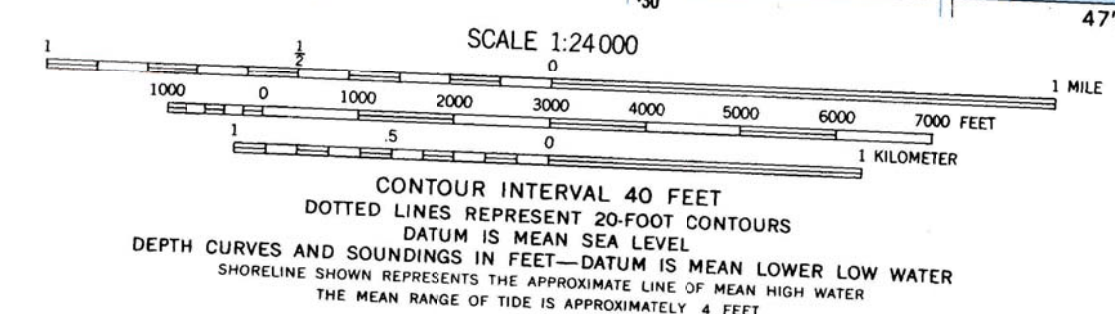 '30
47°
SCALE 1:24 000
1 ½ 0 1 MILE
1000 0 1000 2000 3000 4000 5000 6000 7000 FEET
1 .5 0 1 KILOMETER
CONTOUR INTERVAL 40 FEET
DOTTED LINES REPRESENT 20-FOOT CONTOURS
DATUM IS MEAN SEA LEVEL
DEPTH CURVES AND SOUNDINGS IN FEET—DATUM IS MEAN LOWER LOW WATER
SHORELINE SHOWN REPRESENTS THE APPROXIMATE LINE OF MEAN HIGH WATER
THE MEAN RANGE OF TIDE IS APPROXIMATELY 4 FEET